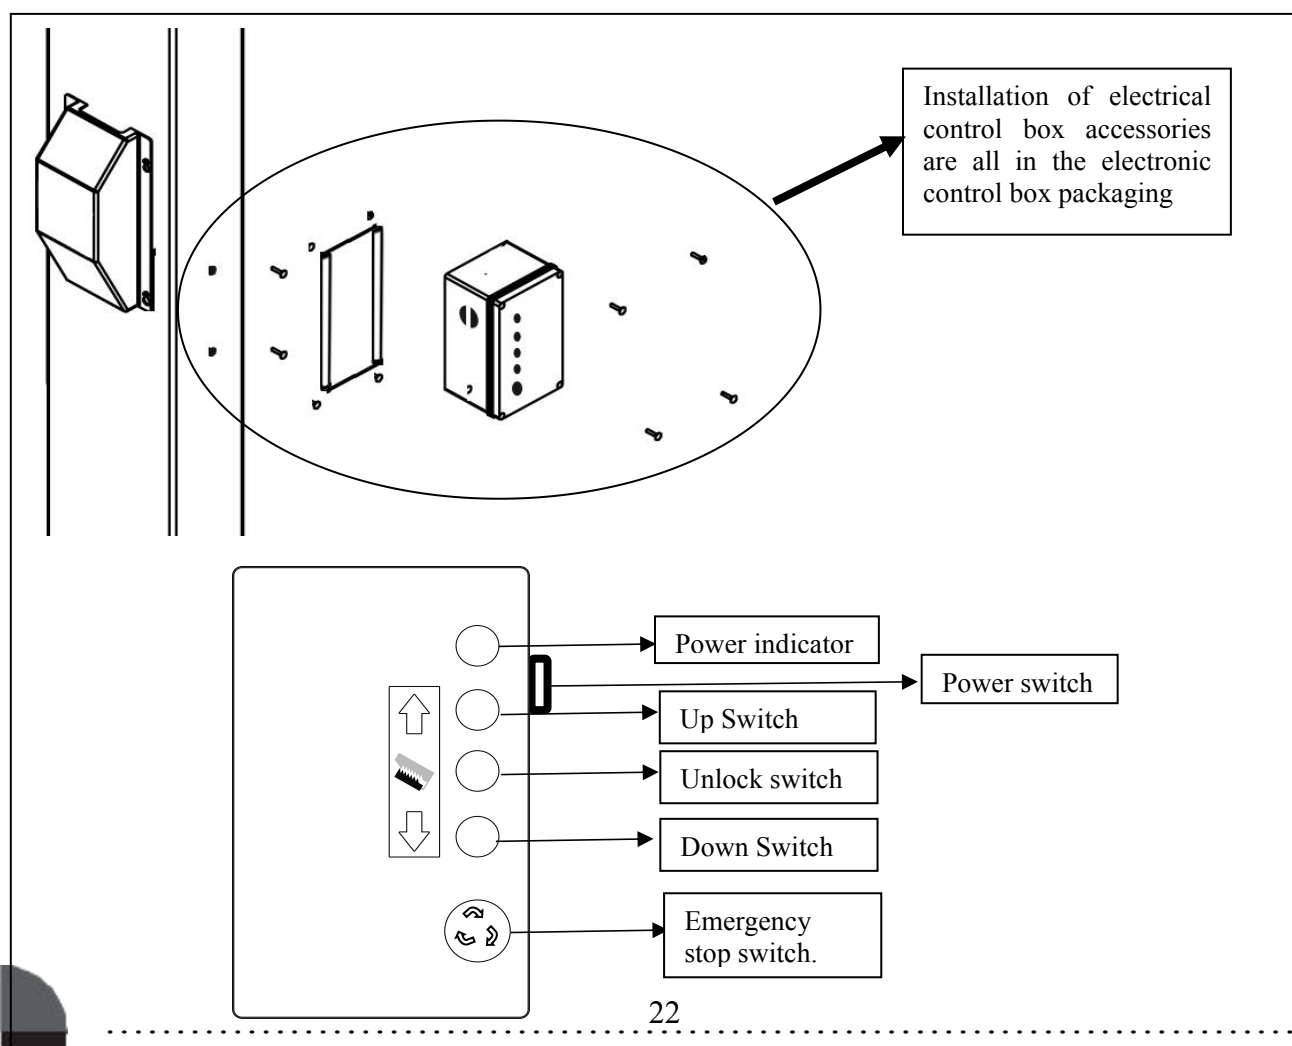 Installation of electrical
control box accessories
are all in the electronic
control box packaging
Power indicator
Power switch
Up Switch
Unlock switch
Down Switch
Emergency
stop switch.
22